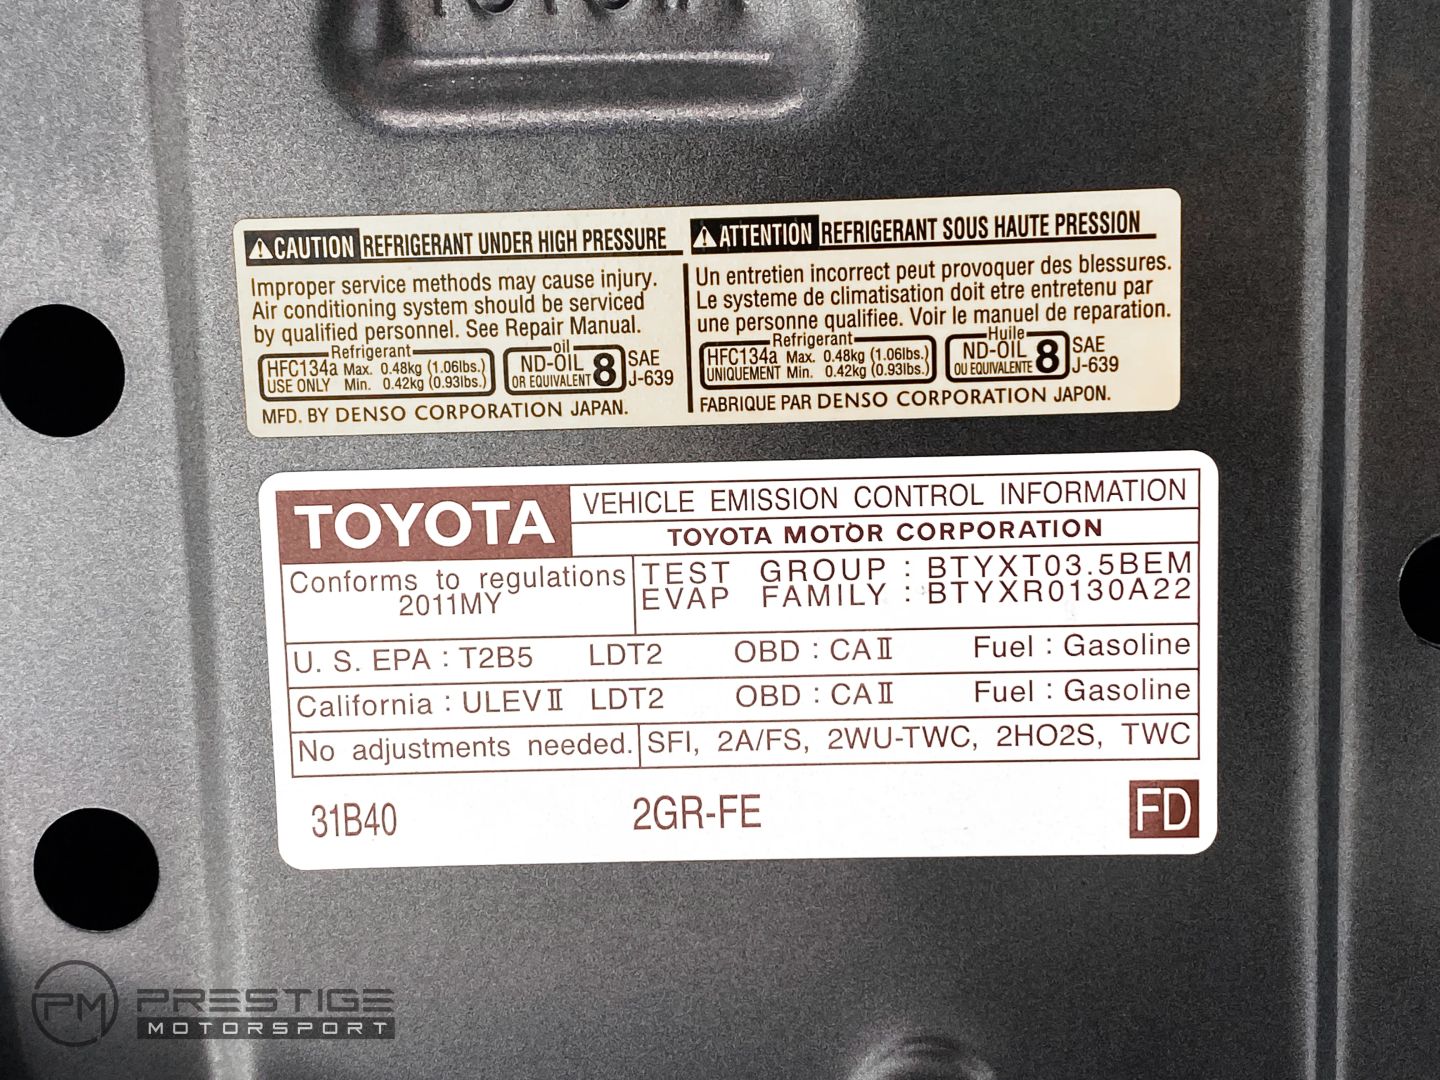 TOYOTA
CAUTION REFRIGERANT UNDER HIGH PRESSURE
Improper service methods may cause injury.
Air conditioning system should be serviced
by qualified personnel. See Repair Manual.
Refrigerant
HFC134a Max. 0.48kg (1.06lbs.)
USE ONLY Min. 0.42kg (0.93lbs.)
oil
ND-OIL 8
OR EQUIVALENT
SAE
J-639
MFD. BY DENSO CORPORATION JAPAN.
ATTENTION REFRIGERANT SOUS HAUTE PRESSION
Un entretien incorrect peut provoquer des blessures.
Le systeme de climatisation doit etre entretenu par
une personne qualifiee. Voir le manuel de reparation.
Refrigerant
HFC134a Max. 0.48kg (1.06lbs.)
UNIQUEMENT Min. 0.42kg (0.93lbs.)
Huile
ND-OIL 8
OU EQUIVALENTE
SAE
J-639
FABRIQUE PAR DENSO CORPORATION JAPON.
TOYOTA
VEHICLE EMISSION CONTROL INFORMATION
TOYOTA MOTOR CORPORATION
Conforms to regulations
2011MY
TEST GROUP : BTYXT03.5BEM
EVAP FAMILY : BTYXR0130A22
U. S. EPA : T2B5 LDT2 OBD : CAⅡ Fuel : Gasoline
California : ULEVⅡ LDT2 OBD : CAⅡ Fuel : Gasoline
No adjustments needed. SFI, 2A/FS, 2WU-TWC, 2HO2S, TWC
31B40 2GR-FE FD
PM PRESTIGE
MOTORSPORT